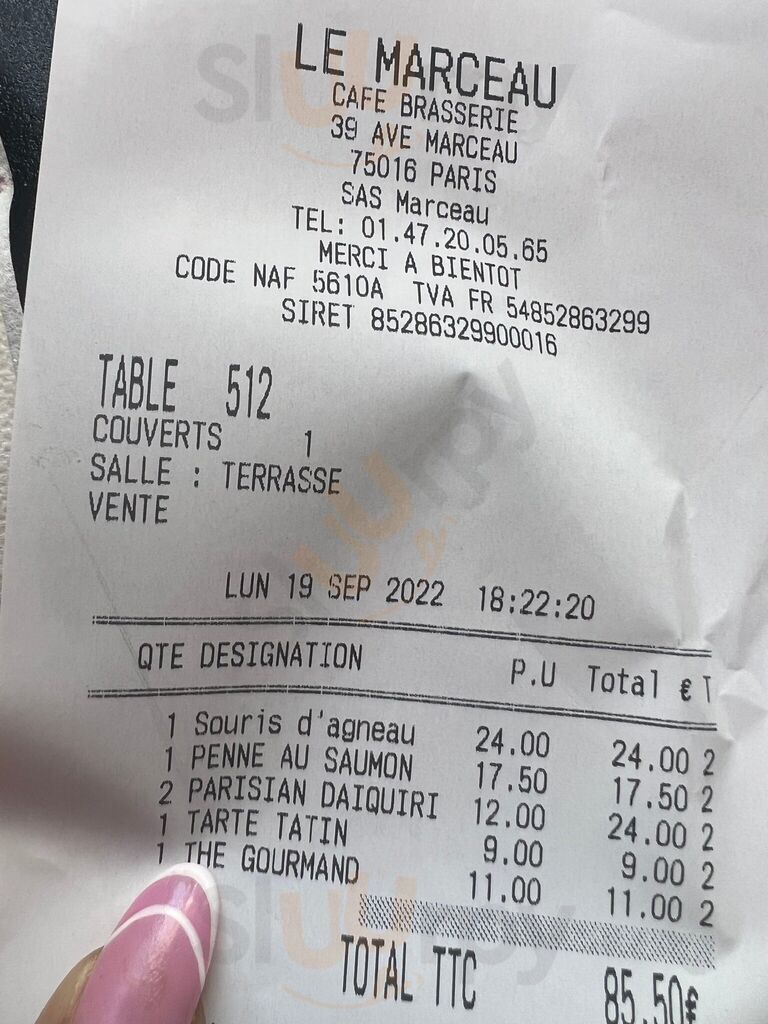 LE MARCEAU
CAFE BRASSERIE
39 AVE MARCEAU
75016 PARIS
SAS Marceau
TEL: 01.47.20.05.65
MERCI A BIENTOT
CODE NAF 5610A TVA FR 54852863299
SIRET 85286329900016
TABLE 512
COUVERTS 1
SALLE : TERRASSE
VENTE
LUN 19 SEP 2022 18:22:20
QTE DESIGNATION P.U Total € T
1 Souris d'agneau 24.00 24.00 2
1 PENNE AU SAUMON 17.50 17.50 2
2 PARISIAN DAIQUIRI 12.00 24.00 2
1 TARTE TATIN 9.00 9.00 2
1 THE GOURMAND 11.00 11.00 2
TOTAL TTC 85.50€
sluurpy
sluurpy
sluurpy